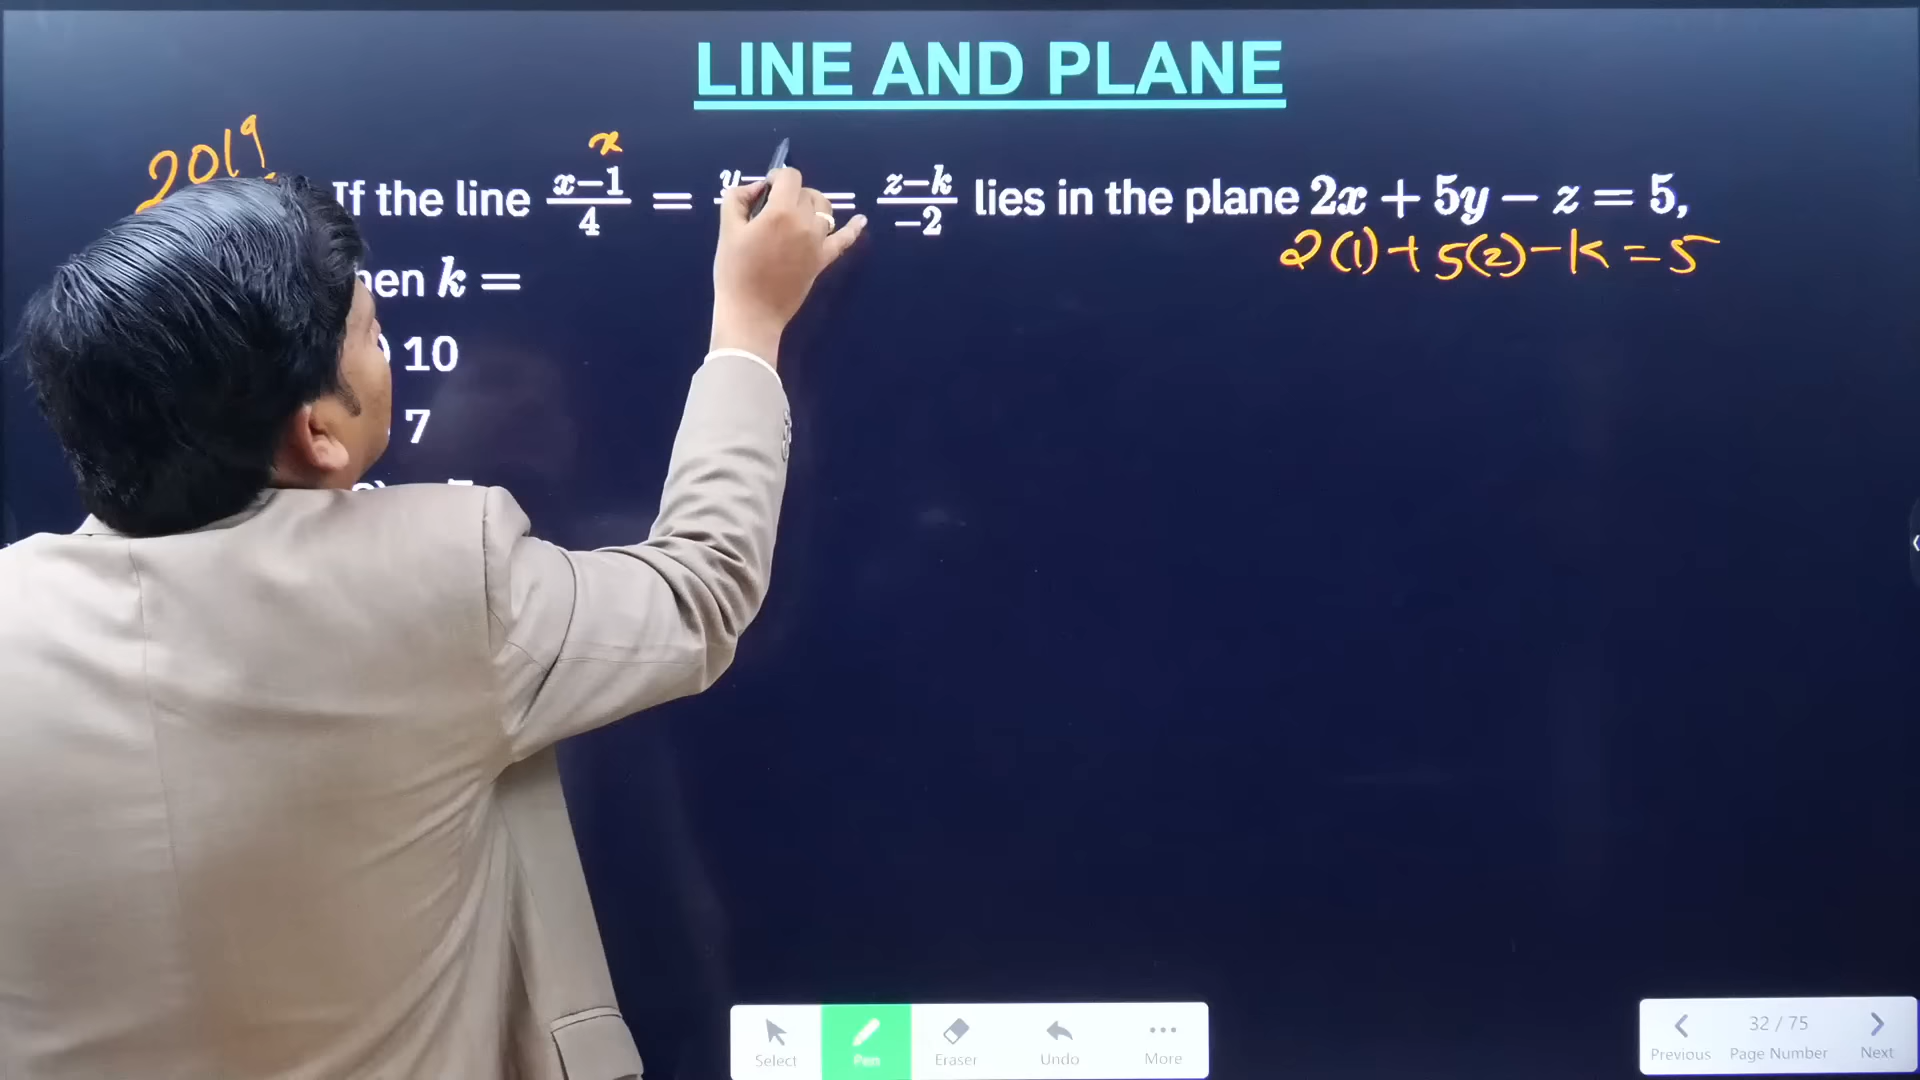 LINE AND PLANE
2019
x
If the line x−1/4 = y− = z−k/−2 lies in the plane 2x + 5y − z = 5,
2(1)+5(2)−k=5
k =
) 10
7
Select Pen Eraser Undo More
32 / 75
Previous Page Number Next